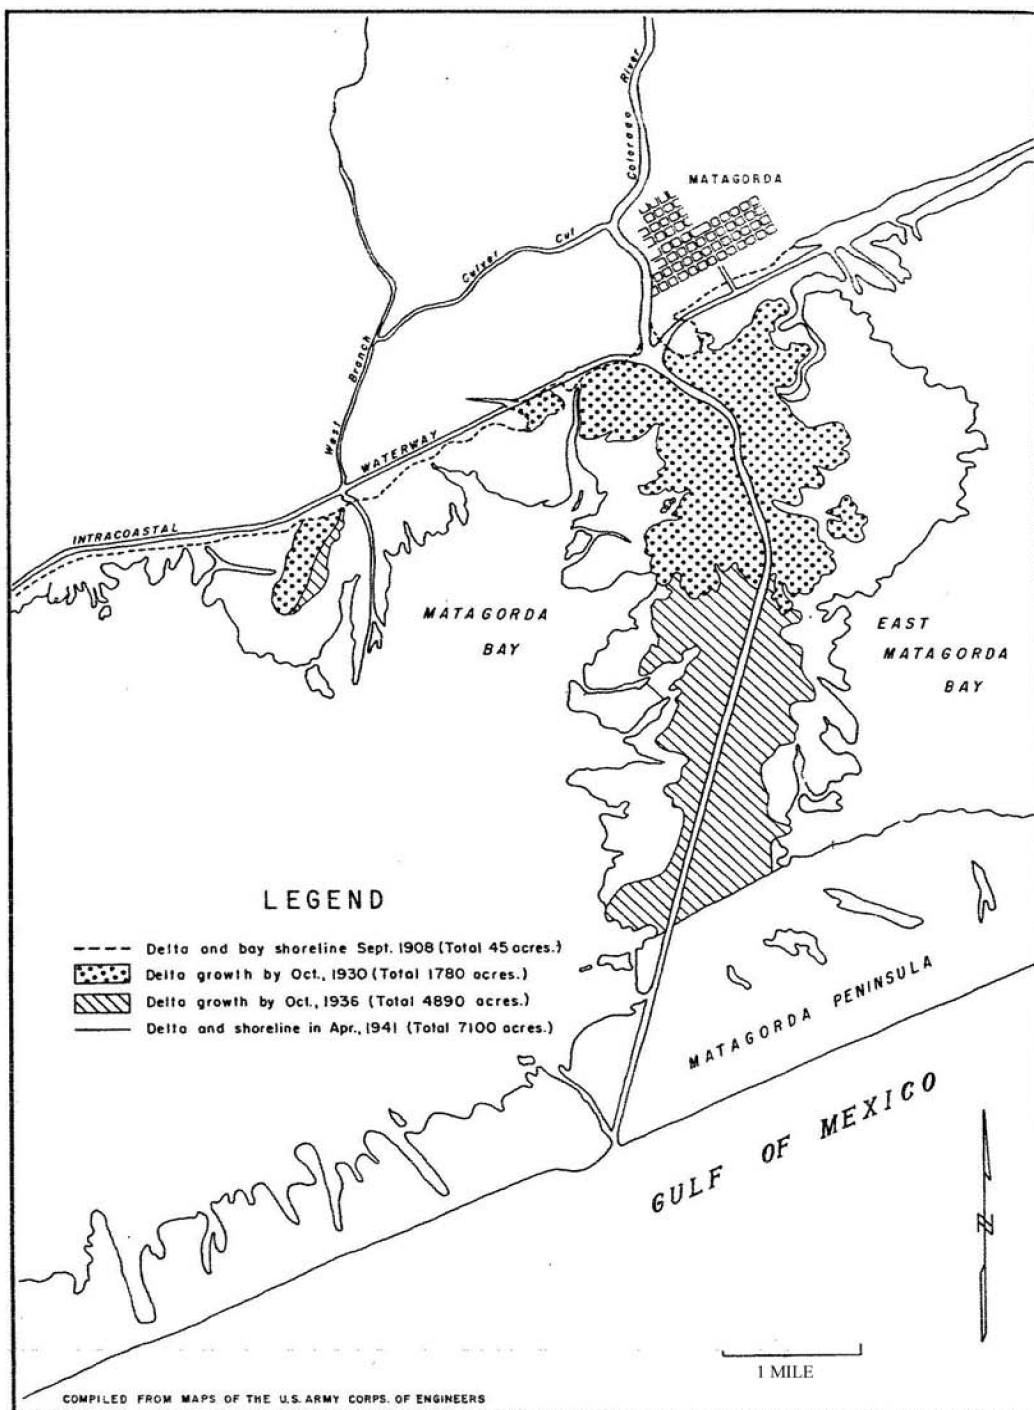 Colorado River
MATAGORDA
Culver Cut
West Branch
INTRACOASTAL WATERWAY
MATAGORDA
BAY
EAST
MATAGORDA
BAY
LEGEND
Delta and bay shoreline Sept. 1908 (Total 45 acres.)
Delta growth by Oct., 1930 (Total 1780 acres.)
Delta growth by Oct., 1936 (Total 4890 acres.)
Delta and shoreline in Apr., 1941 (Total 7100 acres.)
MATAGORDA PENINSULA
GULF OF MEXICO
N
1 MILE
COMPILED FROM MAPS OF THE U.S. ARMY CORPS. OF ENGINEERS